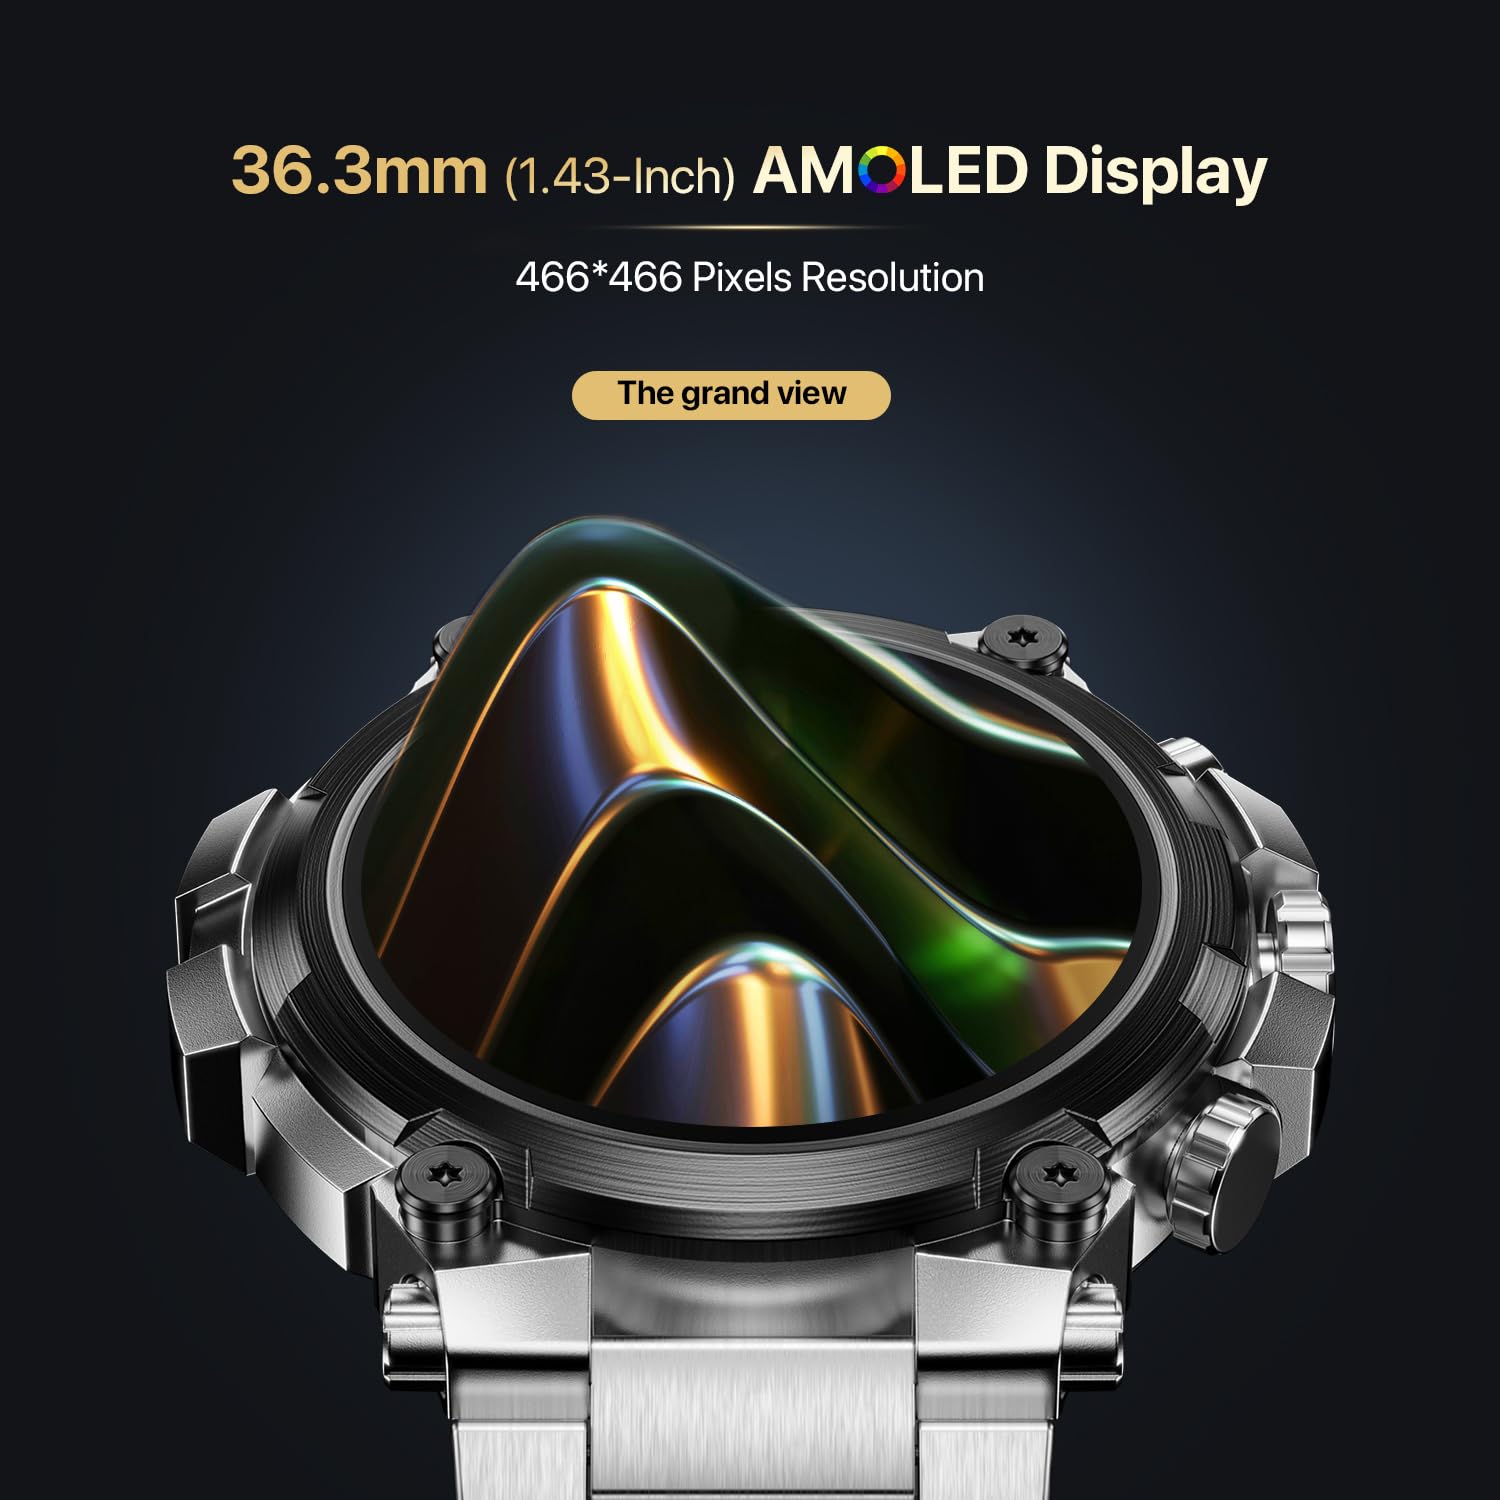 36.3mm (1.43-Inch) AMOLED Display
466*466 Pixels Resolution
The grand view